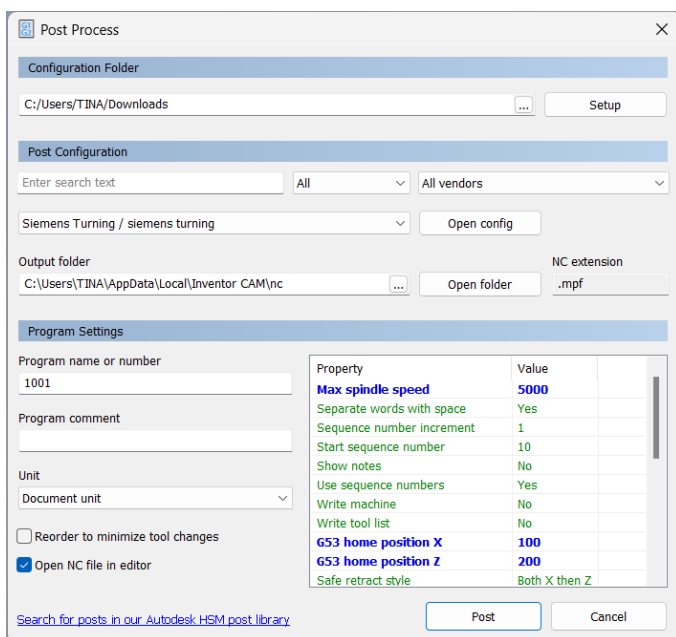 G1
G2
Post Process
Configuration Folder
C:/Users/TINA/Downloads
...
Setup
Post Configuration
Enter search text
All
All vendors
Siemens Turning / siemens turning
Open config
Output folder
NC extension
C:\Users\TINA\AppData\Local\Inventor CAM\nc
...
Open folder
.mpf
Program Settings
Program name or number
1001
Program comment
Unit
Document unit
Reorder to minimize tool changes
Open NC file in editor
Property Value
Max spindle speed 5000
Separate words with space Yes
Sequence number increment 1
Start sequence number 10
Show notes No
Use sequence numbers Yes
Write machine No
Write tool list No
G53 home position X 100
G53 home position Z 200
Safe retract style Both X then Z
Search for posts in our Autodesk HSM post library
Post
Cancel